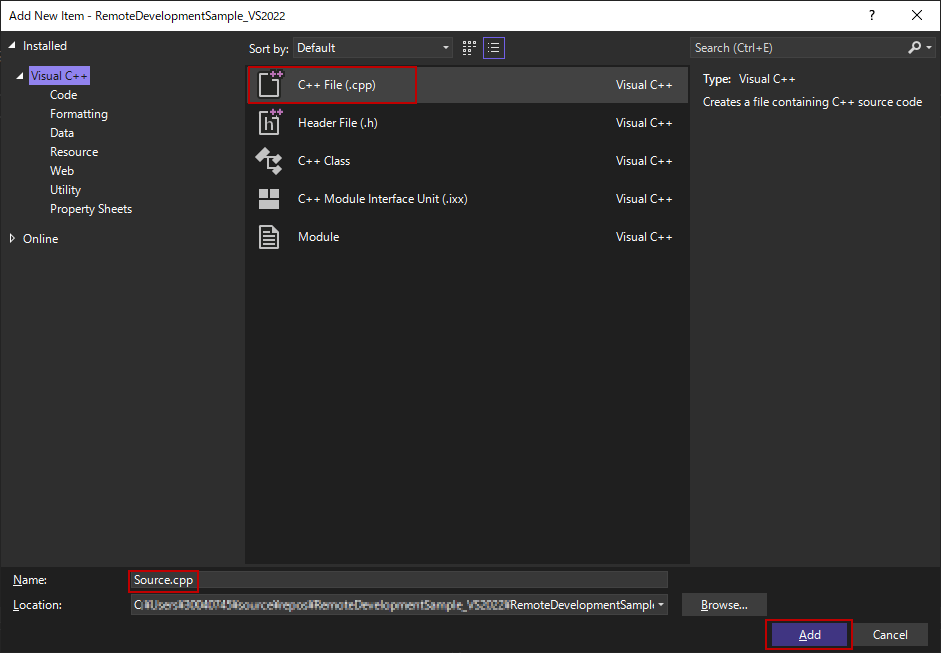 Add New Item - RemoteDevelopmentSample_VS2022
?
Installed
Visual C++
Code
Formatting
Data
Resource
Web
Utility
Property Sheets
Online
Sort by: Default
C++ File (.cpp) Visual C++
Header File (.h) Visual C++
C++ Class Visual C++
C++ Module Interface Unit (.ixx) Visual C++
Module Visual C++
Search (Ctrl+E)
Type: Visual C++
Creates a file containing C++ source code
Name: Source.cpp
Location: C:¥Users¥30040745¥source¥repos¥RemoteDevelopmentSample_VS2022¥RemoteDevelopmentSampl
Browse...
Add
Cancel